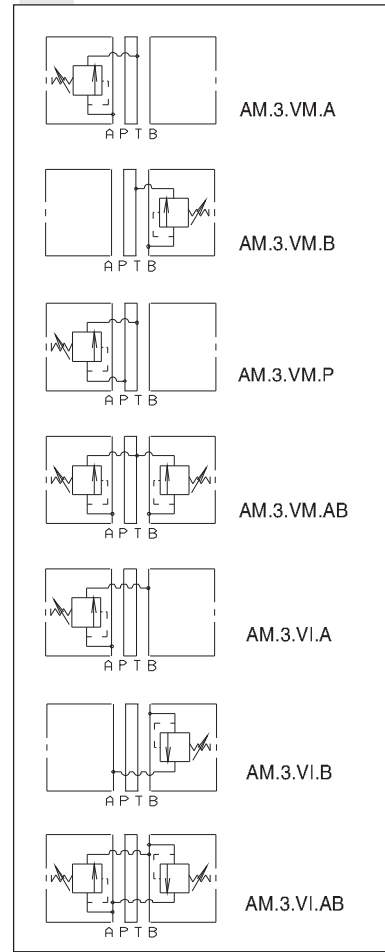 AM.3.VM.A
A P T B
AM.3.VM.B
A P T B
AM.3.VM.P
A P T B
AM.3.VM.AB
A P T B
AM.3.VI.A
A P T B
AM.3.VI.B
A P T B
AM.3.VI.AB
A P T B